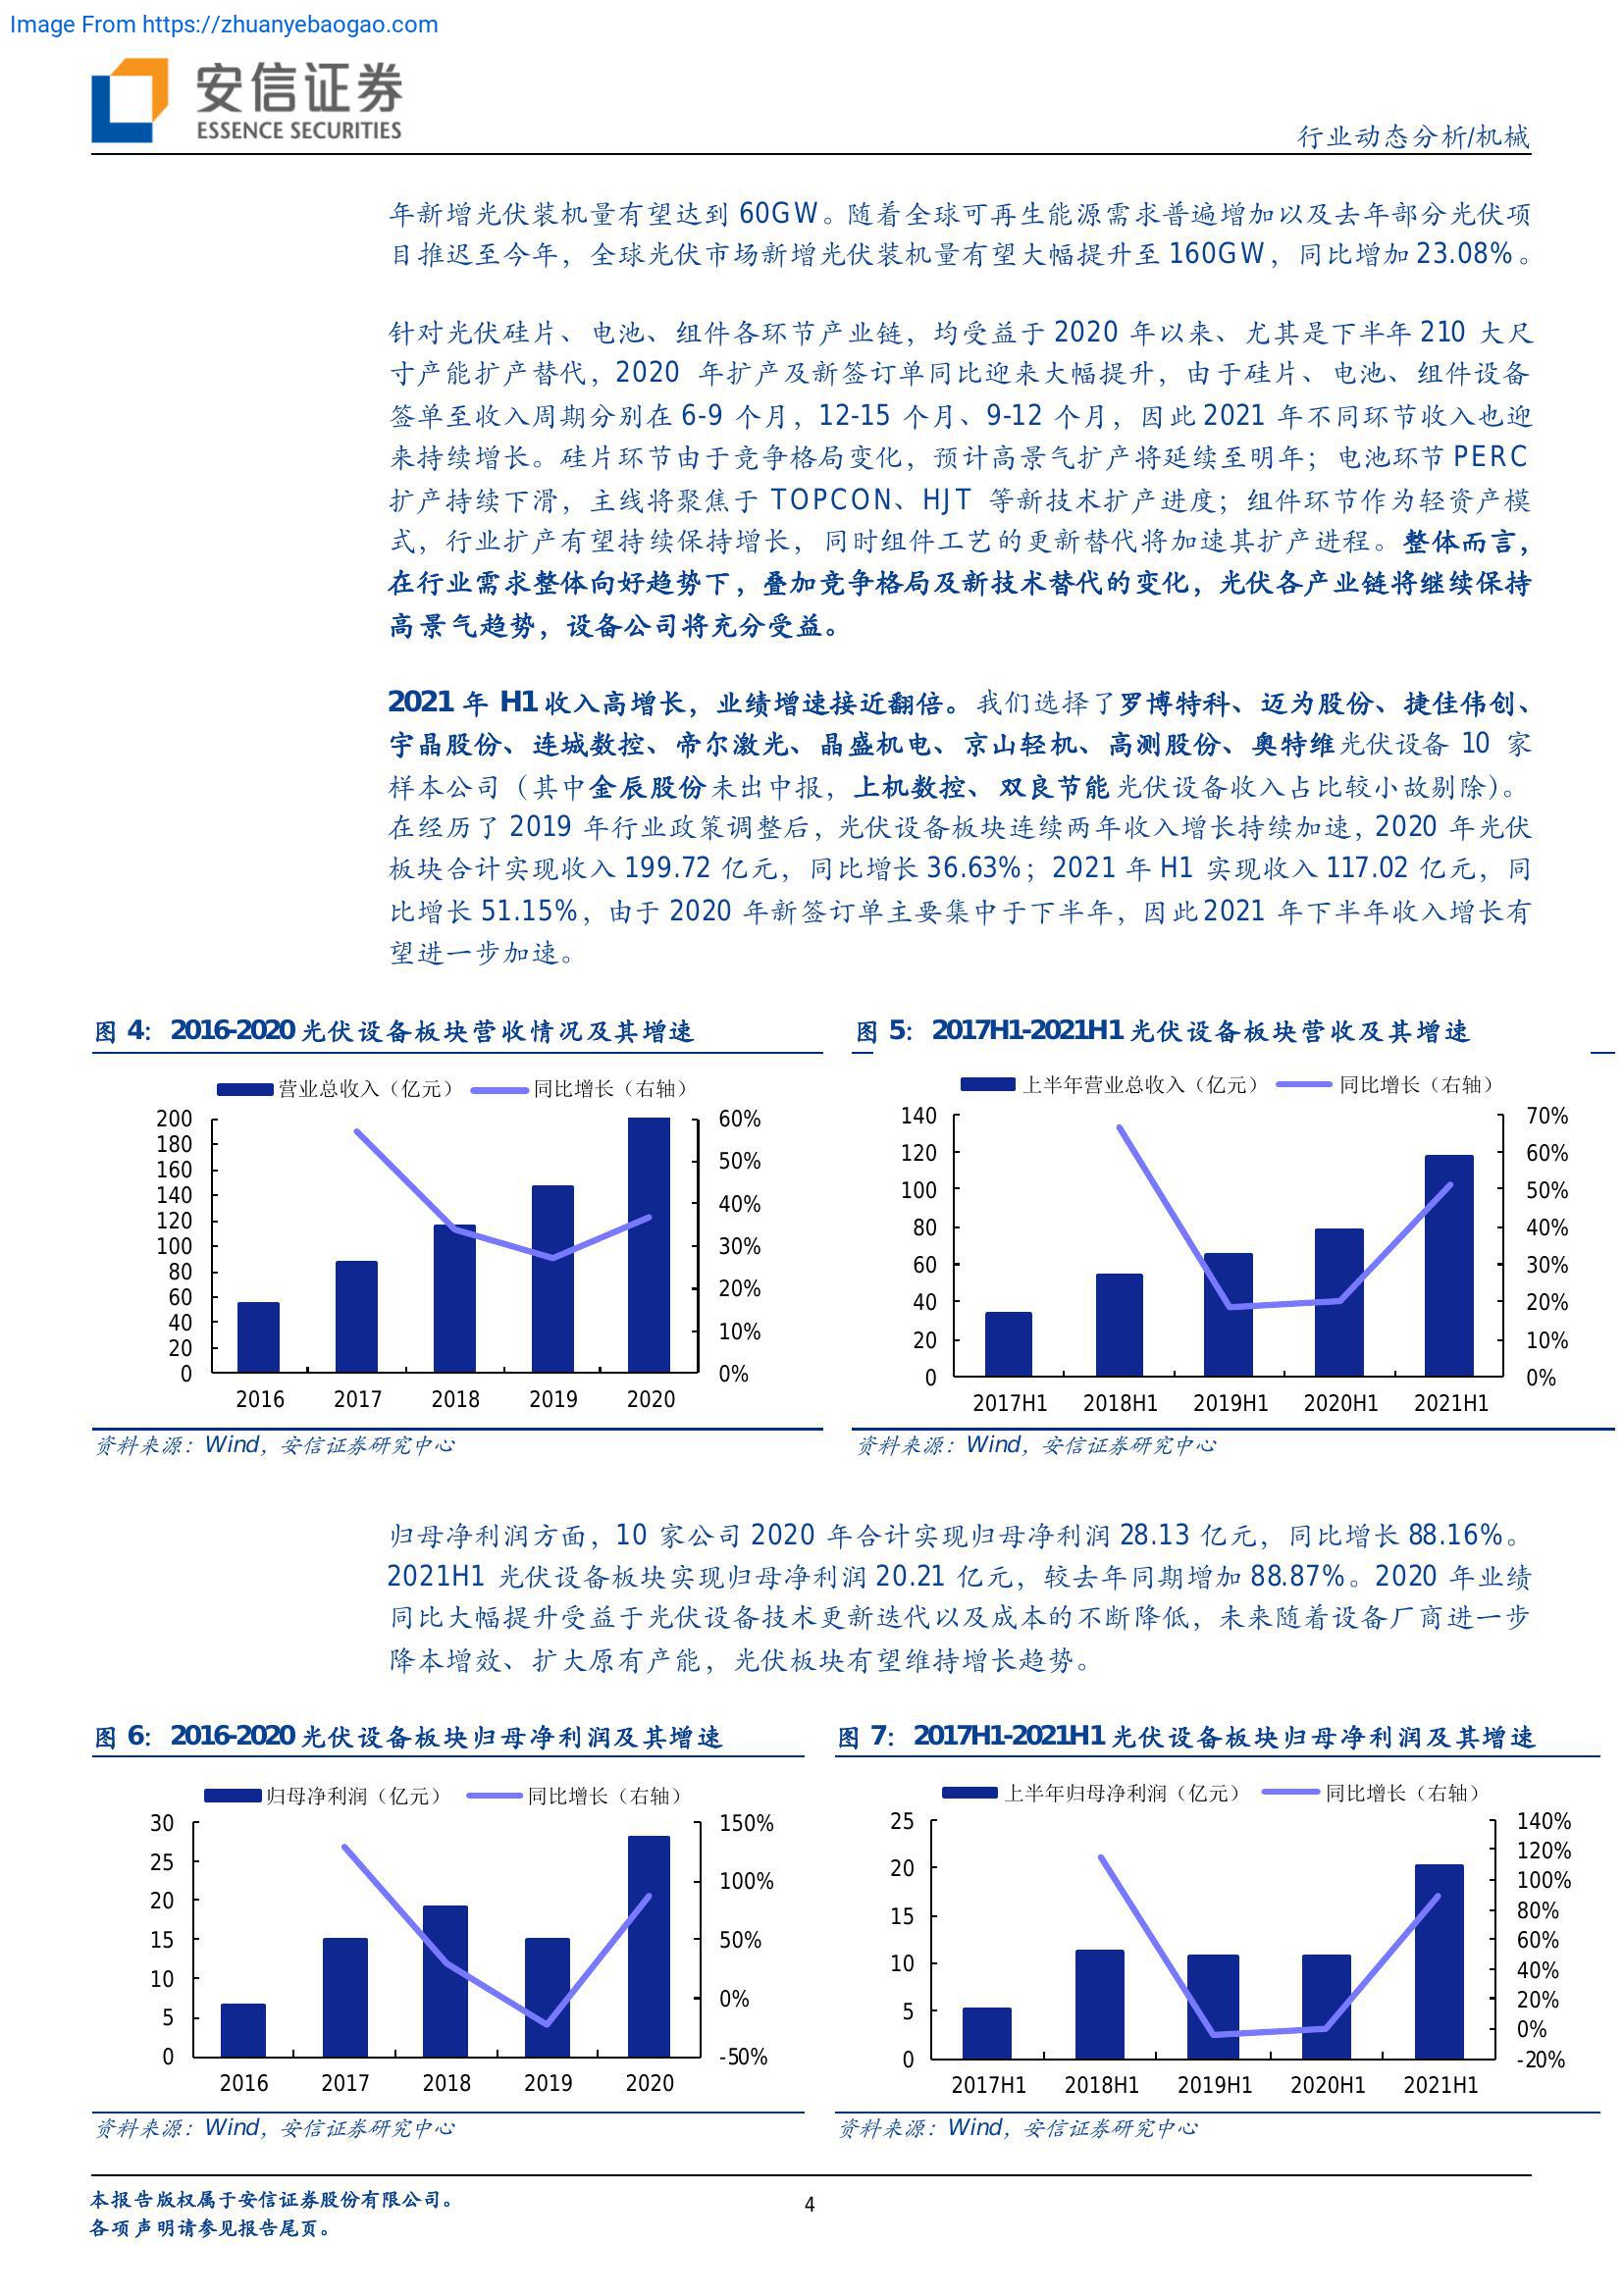 Image From https://zhuanyebaogao.com
安信证券
ESSENCE SECURITIES
行业动态分析/机械
年新增光伏装机量有望达到 60GW。随着全球可再生能源需求普遍增加以及去年部分光伏项
目推迟至今年，全球光伏市场新增光伏装机量有望大幅提升至 160GW，同比增加 23.08%。
针对光伏硅片、电池、组件各环节产业链，均受益于 2020 年以来、尤其是下半年 210 大尺
寸产能扩产替代，2020 年扩产及新签订单同比迎来大幅提升，由于硅片、电池、组件设备
签单至收入周期分别在 6-9 个月，12-15 个月、9-12 个月，因此 2021 年不同环节收入也迎
来持续增长。硅片环节由于竞争格局变化，预计高景气扩产将延续至明年；电池环节 PERC
扩产持续下滑，主线将聚焦于 TOPCON、HJT 等新技术扩产进度；组件环节作为轻资产模
式，行业扩产有望持续保持增长，同时组件工艺的更新替代将加速其扩产进程。整体而言，
在行业需求整体向好趋势下，叠加竞争格局及新技术替代的变化，光伏各产业链将继续保持
高景气趋势，设备公司将充分受益。
2021 年 H1 收入高增长，业绩增速接近翻倍。我们选择了罗博特科、迈为股份、捷佳伟创、
宇晶股份、连城数控、帝尔激光、晶盛机电、京山轻机、高测股份、奥特维光伏设备 10 家
样本公司（其中金辰股份未出中报，上机数控、双良节能光伏设备收入占比较小故剔除）。
在经历了 2019 年行业政策调整后，光伏设备板块连续两年收入增长持续加速，2020 年光伏
板块合计实现收入 199.72 亿元，同比增长 36.63%；2021 年 H1 实现收入 117.02 亿元，同
比增长 51.15%，由于 2020 年新签订单主要集中于下半年，因此 2021 年下半年收入增长有
望进一步加速。
图 4：2016-2020 光伏设备板块营收情况及其增速
营业总收入（亿元） 同比增长（右轴）
200
180
160
140
120
100
80
60
40
20
0
60%
50%
40%
30%
20%
10%
0%
2016 2017 2018 2019 2020
资料来源：Wind，安信证券研究中心
图 5：2017H1-2021H1 光伏设备板块营收及其增速
上半年营业总收入（亿元） 同比增长（右轴）
140
120
100
80
60
40
20
0
70%
60%
50%
40%
30%
20%
10%
0%
2017H1 2018H1 2019H1 2020H1 2021H1
资料来源：Wind，安信证券研究中心
归母净利润方面，10 家公司 2020 年合计实现归母净利润 28.13 亿元，同比增长 88.16%。
2021H1 光伏设备板块实现归母净利润 20.21 亿元，较去年同期增加 88.87%。2020 年业绩
同比大幅提升受益于光伏设备技术更新迭代以及成本的不断降低，未来随着设备厂商进一步
降本增效、扩大原有产能，光伏板块有望维持增长趋势。
图 6：2016-2020 光伏设备板块归母净利润及其增速
归母净利润（亿元） 同比增长（右轴）
30
25
20
15
10
5
0
150%
100%
50%
0%
-50%
2016 2017 2018 2019 2020
资料来源：Wind，安信证券研究中心
图 7：2017H1-2021H1 光伏设备板块归母净利润及其增速
上半年归母净利润（亿元） 同比增长（右轴）
25
20
15
10
5
0
140%
120%
100%
80%
60%
40%
20%
0%
-20%
2017H1 2018H1 2019H1 2020H1 2021H1
资料来源：Wind，安信证券研究中心
本报告版权属于安信证券股份有限公司。
各项声明请参见报告尾页。
4